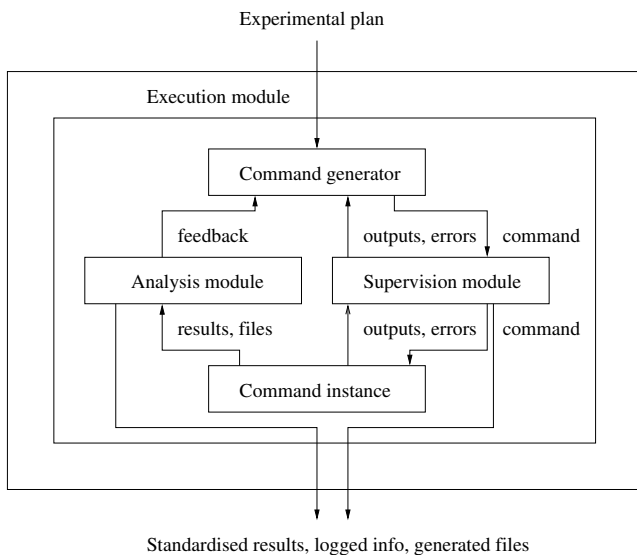 Experimental plan
Execution module
Command generator
feedback
outputs, errors
command
Analysis module
Supervision module
results, files
outputs, errors
command
Command instance
Standardised results, logged info, generated files